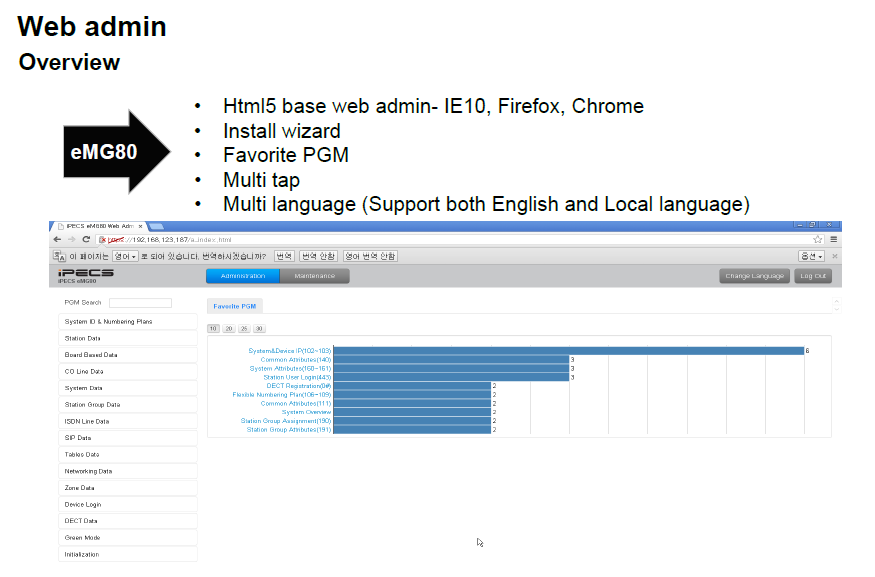 Web admin
Overview
eMG80
• Html5 base web admin- IE10, Firefox, Chrome
• Install wizard
• Favorite PGM
• Multi tap
• Multi language (Support both English and Local language)
iPECS eMG80 Web Adm
https://192.168.123.187/a.index.html
이 페이지는 영어 로 되어 있습니다. 번역하시겠습니까? 번역 번역 안함 영어 번역 안함 옵션
iPECS
iPECS eMG80
Administration Maintenance Change Language Log Out
PGM Search
Favorite PGM
10 20 25 30
System ID & Numbering Plans
Station Data
Board Based Data
CO Line Data
System Data
Station Group Data
ISDN Line Data
SIP Data
Tables Data
Networking Data
Zone Data
Device Login
DECT Data
Green Mode
Initialization
System&Device IP(102~103) 6
Common Attributes(140) 3
System Attributes(160~161) 3
Station User Login(443) 3
DECT Registration(0#) 2
Flexible Numbering Plan(106~109) 2
Common Attributes(111) 2
System Overview 2
Station Group Assignment(190) 2
Station Group Attributes(191) 2